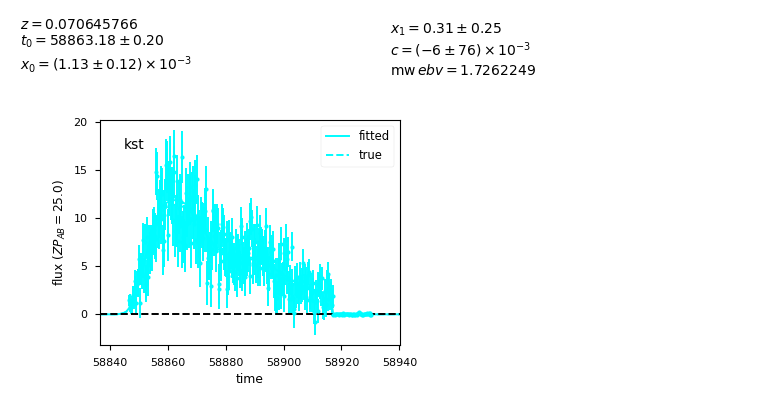 z = 0.070645766
t₀ = 58863.18 ± 0.20
x₀ = (1.13 ± 0.12) × 10⁻³
x₁ = 0.31 ± 0.25
c = (−6 ± 76) × 10⁻³
mw ebv = 1.7262249
kst
fitted
true
flux (ZP_AB = 25.0)
20
15
10
5
0
58840 58860 58880 58900 58920 58940
time